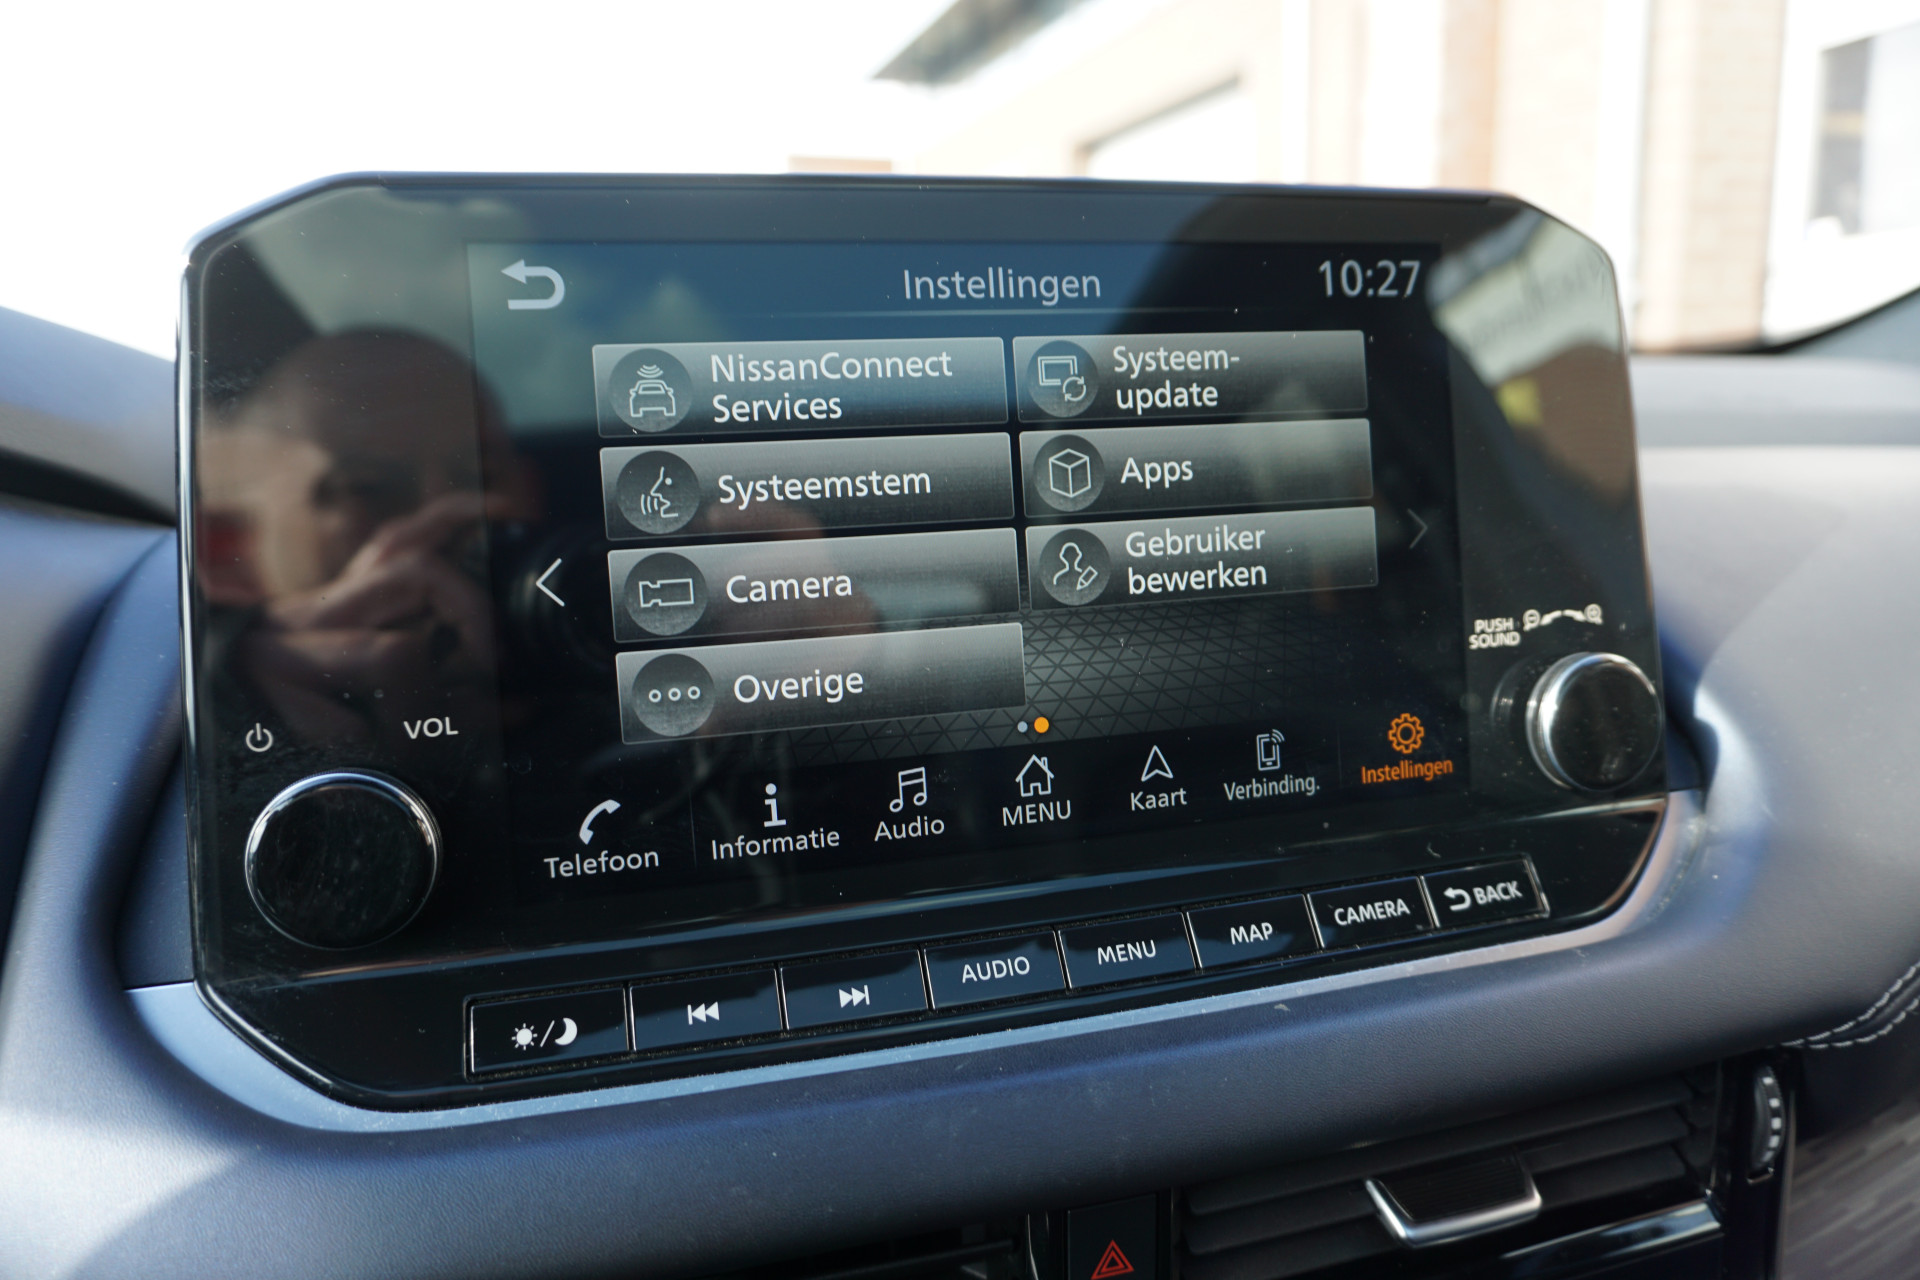 Instellingen
10:27
NissanConnect
Services
Systeem-
update
Systeemstem
Apps
Camera
Gebruiker
bewerken
Overige
PUSH
SOUND
VOL
Telefoon
Informatie
Audio
MENU
Kaart
Verbinding.
Instellingen
AUDIO
MENU
MAP
CAMERA
BACK